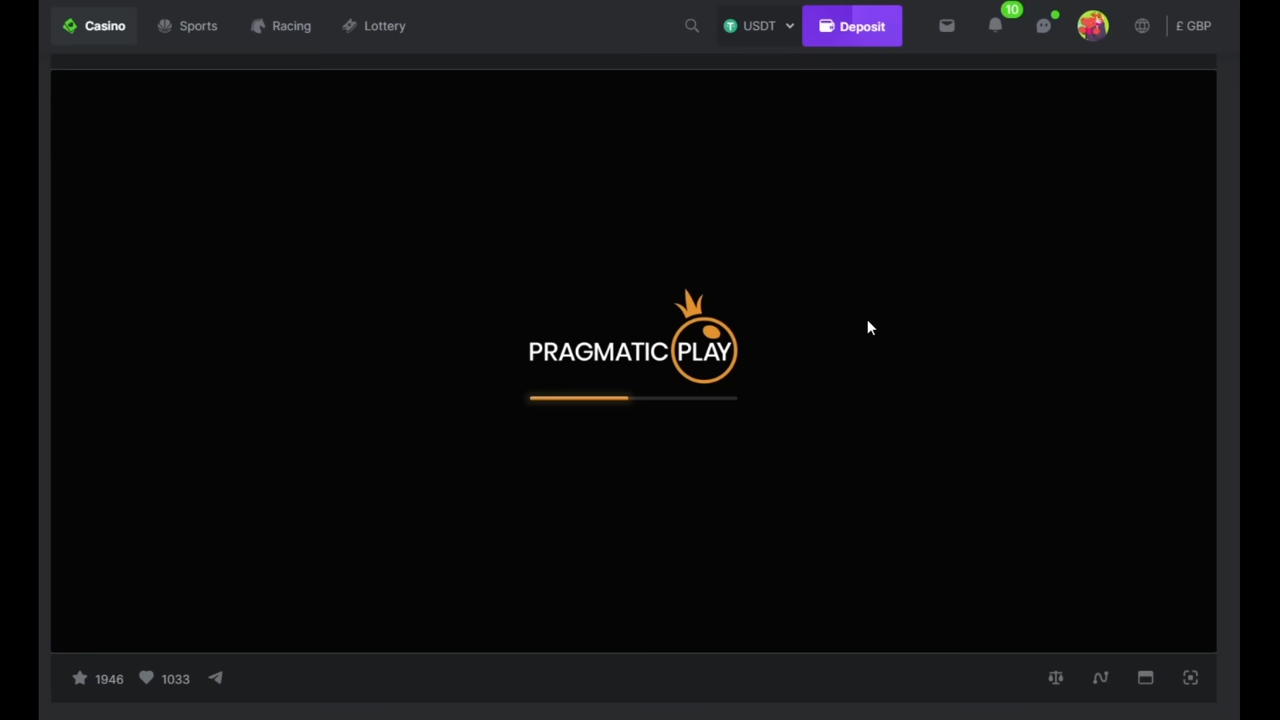 Casino Sports Racing Lottery USDT Deposit 10 £ GBP
PRAGMATIC PLAY
1946 1033